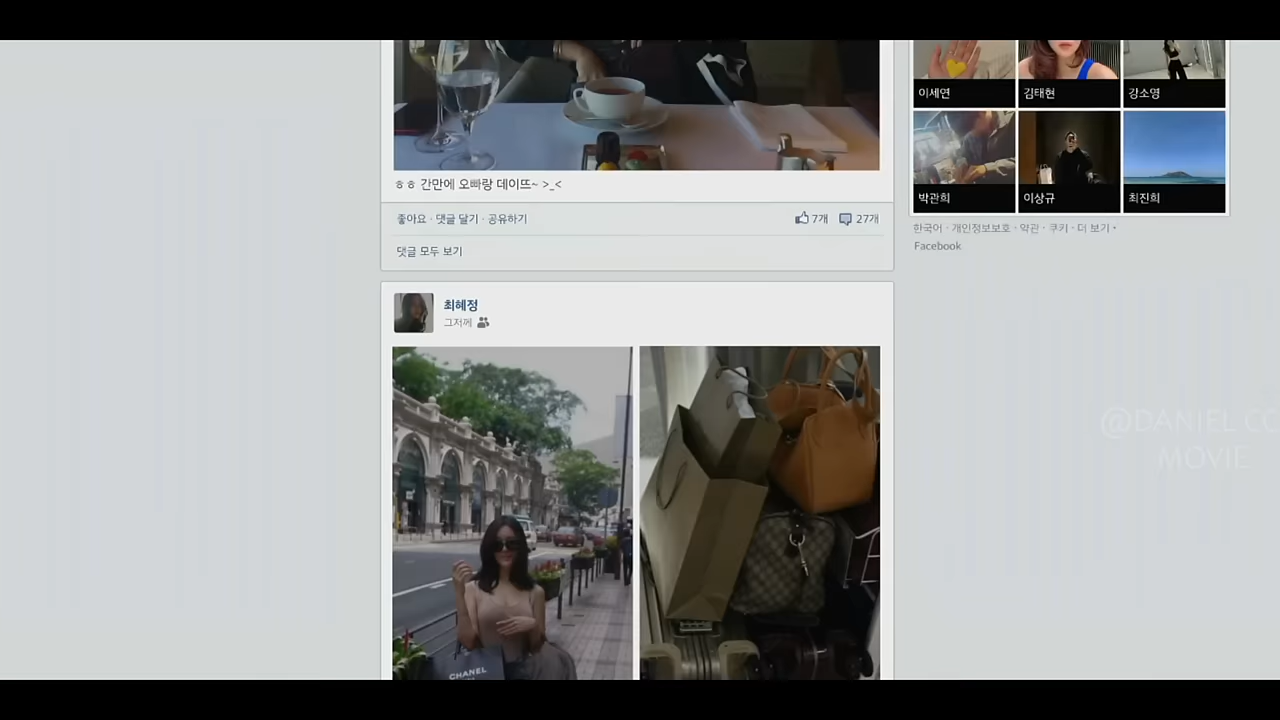 ㅎㅎ 간만에 오빠랑 데이뜨~ >_<
좋아요 · 댓글 달기 · 공유하기
7개
27개
댓글 모두 보기
최혜정
그저께
CHANEL
이세연
김태현
강소영
박관희
이상규
최진희
한국어 · 개인정보보호 · 약관 · 쿠키 · 더 보기 ·
Facebook
@DANIEL CO
MOVIE